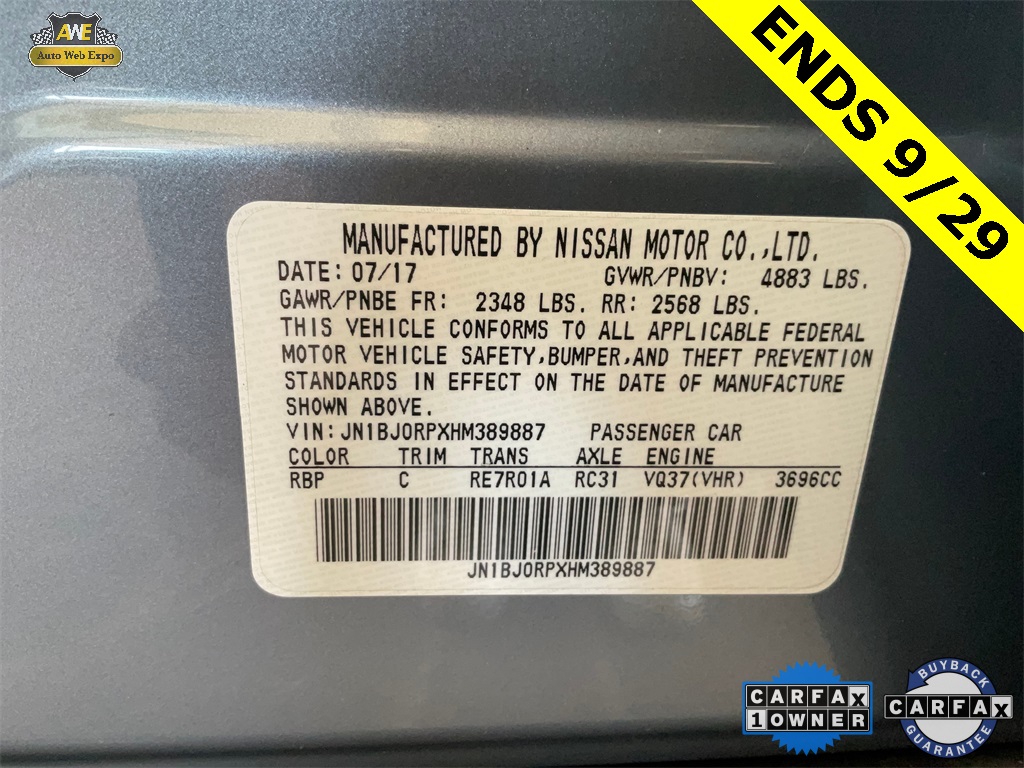 AWE
Auto Web Expo
ENDS 9/29
MANUFACTURED BY NISSAN MOTOR CO.,LTD.
DATE: 07/17 GVWR/PNBV: 4883 LBS.
GAWR/PNBE FR: 2348 LBS. RR: 2568 LBS.
THIS VEHICLE CONFORMS TO ALL APPLICABLE FEDERAL
MOTOR VEHICLE SAFETY,BUMPER,AND THEFT PREVENTION
STANDARDS IN EFFECT ON THE DATE OF MANUFACTURE
SHOWN ABOVE.
VIN:JN1BJ0RPXHM389887 PASSENGER CAR
COLOR TRIM TRANS AXLE ENGINE
RBP C RE7R01A RC31 VQ37(VHR) 3696CC
JN1BJ0RPXHM389887
CARFAX
1 OWNER
BUYBACK
CARFAX
GUARANTEE